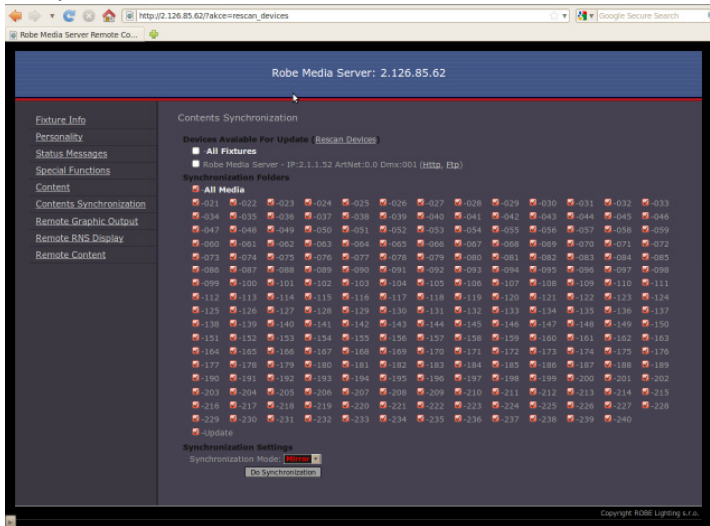 http://2.126.85.62/?akce=rescan_devices
Google Secure Search
Robe Media Server Remote Co...
Robe Media Server: 2.126.85.62
Fixture Info
Personality
Status Messages
Special Functions
Content
Contents Synchronization
Remote Graphic Output
Remote RNS Display
Remote Content
Contents Synchronization
Devices Avaiable For Update (Rescan Devices)
-All Fixtures
Robe Media Server - IP:2.1.1.52 ArtNet:0.0 Dmx:001 (Http, Ftp)
Synchronization Folders
-All Media
-021 -022 -023 -024 -025 -026 -027 -028 -029 -030 -031 -032 -033
-034 -035 -036 -037 -038 -039 -040 -041 -042 -043 -044 -045 -046
-047 -048 -049 -050 -051 -052 -053 -054 -055 -056 -057 -058 -059
-060 -061 -062 -063 -064 -065 -066 -067 -068 -069 -070 -071 -072
-073 -074 -075 -076 -077 -078 -079 -080 -081 -082 -083 -084 -085
-086 -087 -088 -089 -090 -091 -092 -093 -094 -095 -096 -097 -098
-099 -100 -101 -102 -103 -104 -105 -106 -107 -108 -109 -110 -111
-112 -113 -114 -115 -116 -117 -118 -119 -120 -121 -122 -123 -124
-125 -126 -127 -128 -129 -130 -131 -132 -133 -134 -135 -136 -137
-138 -139 -140 -141 -142 -143 -144 -145 -146 -147 -148 -149 -150
-151 -152 -153 -154 -155 -156 -157 -158 -159 -160 -161 -162 -163
-164 -165 -166 -167 -168 -169 -170 -171 -172 -173 -174 -175 -176
-177 -178 -179 -180 -181 -182 -183 -184 -185 -186 -187 -188 -189
-190 -191 -192 -193 -194 -195 -196 -197 -198 -199 -200 -201 -202
-203 -204 -205 -206 -207 -208 -209 -210 -211 -212 -213 -214 -215
-216 -217 -218 -219 -220 -221 -222 -223 -224 -225 -226 -227 -228
-229 -230 -231 -232 -233 -234 -235 -236 -237 -238 -239 -240
-Update
Synchronization Settings
Synchronization Mode: Mirror
Do Synchronization
Copyright ROBE Lighting s.r.o.